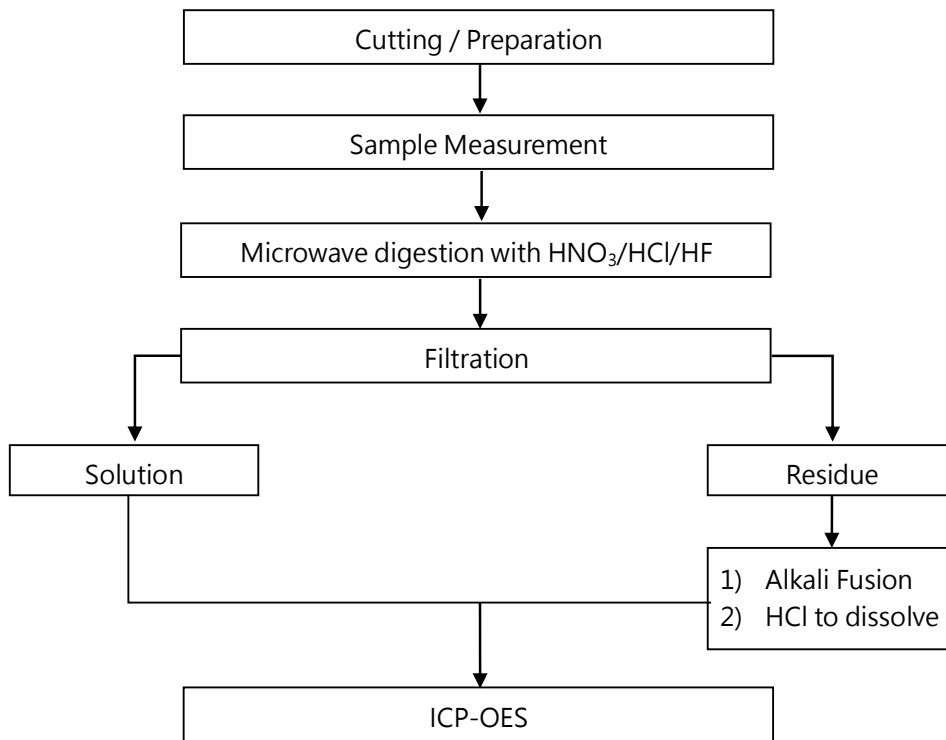 Cutting / Preparation
Sample Measurement
Microwave digestion with HNO₃/HCl/HF
Filtration
Solution
Residue
1) Alkali Fusion
2) HCl to dissolve
ICP-OES